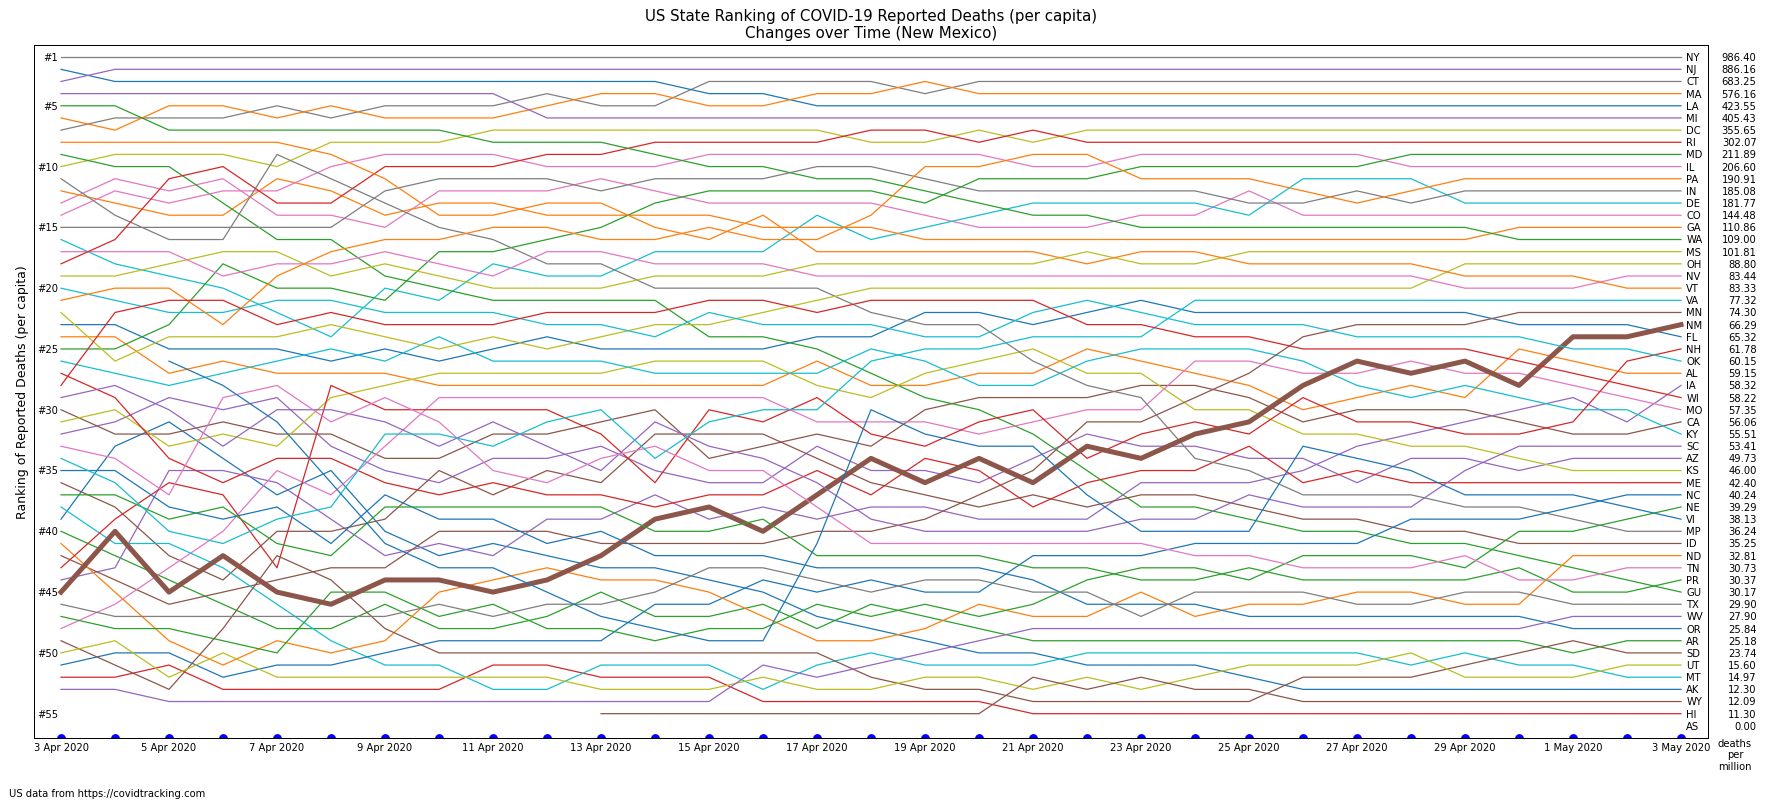 US State Ranking of COVID-19 Reported Deaths (per capita)
Changes over Time (New Mexico)
Ranking of Reported Deaths (per capita)
#1
#5
#10
#15
#20
#25
#30
#35
#40
#45
#50
#55
NY 986.40
NJ 886.16
CT 683.25
MA 576.16
LA 423.55
MI 405.43
DC 355.65
RI 302.07
MD 211.89
IL 206.60
PA 190.91
IN 185.08
DE 181.77
CO 144.48
GA 110.86
WA 109.00
MS 101.81
OH 88.80
NV 83.44
VT 83.33
VA 77.32
MN 74.30
NM 66.29
FL 65.32
NH 61.78
OK 60.15
AL 59.15
IA 58.32
WI 58.22
MO 57.35
CA 56.06
KY 55.51
SC 53.41
AZ 49.73
KS 46.00
ME 42.40
NC 40.24
NE 39.29
VI 38.13
MP 36.24
ID 35.25
ND 32.81
TN 30.73
PR 30.37
GU 30.17
TX 29.90
WV 27.90
OR 25.84
AR 25.18
SD 23.74
UT 15.60
MT 14.97
AK 12.30
WY 12.09
HI 11.30
AS 0.00
3 Apr 2020 5 Apr 2020 7 Apr 2020 9 Apr 2020 11 Apr 2020 13 Apr 2020 15 Apr 2020 17 Apr 2020 19 Apr 2020 21 Apr 2020 23 Apr 2020 25 Apr 2020 27 Apr 2020 29 Apr 2020 1 May 2020 3 May 2020
deaths
per
million
US data from https://covidtracking.com